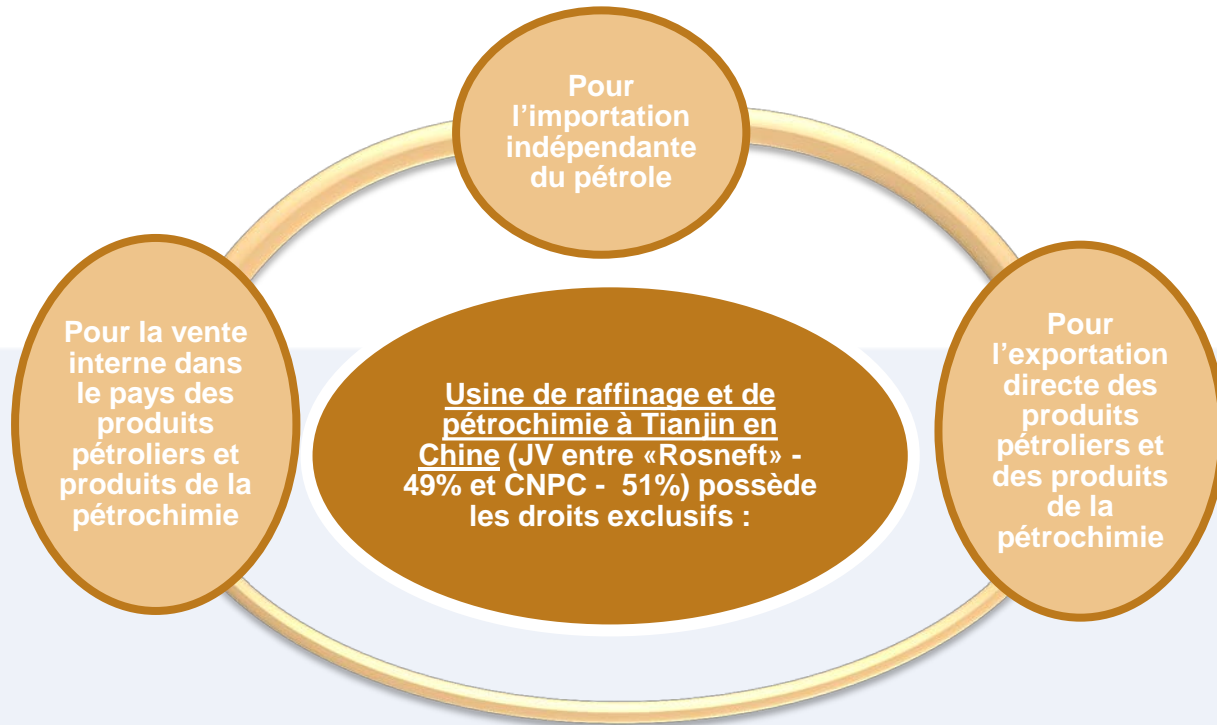 Pour
l’importation
indépendante
du pétrole
Pour la vente
interne dans
le pays des
produits
pétroliers et
produits de la
pétrochimie
Usine de raffinage et de
pétrochimie à Tianjin en
Chine (JV entre «Rosneft» -
49% et CNPC - 51%) possède
les droits exclusifs :
Pour
l’exportation
directe des
produits
pétroliers et
des produits
de la
pétrochimie